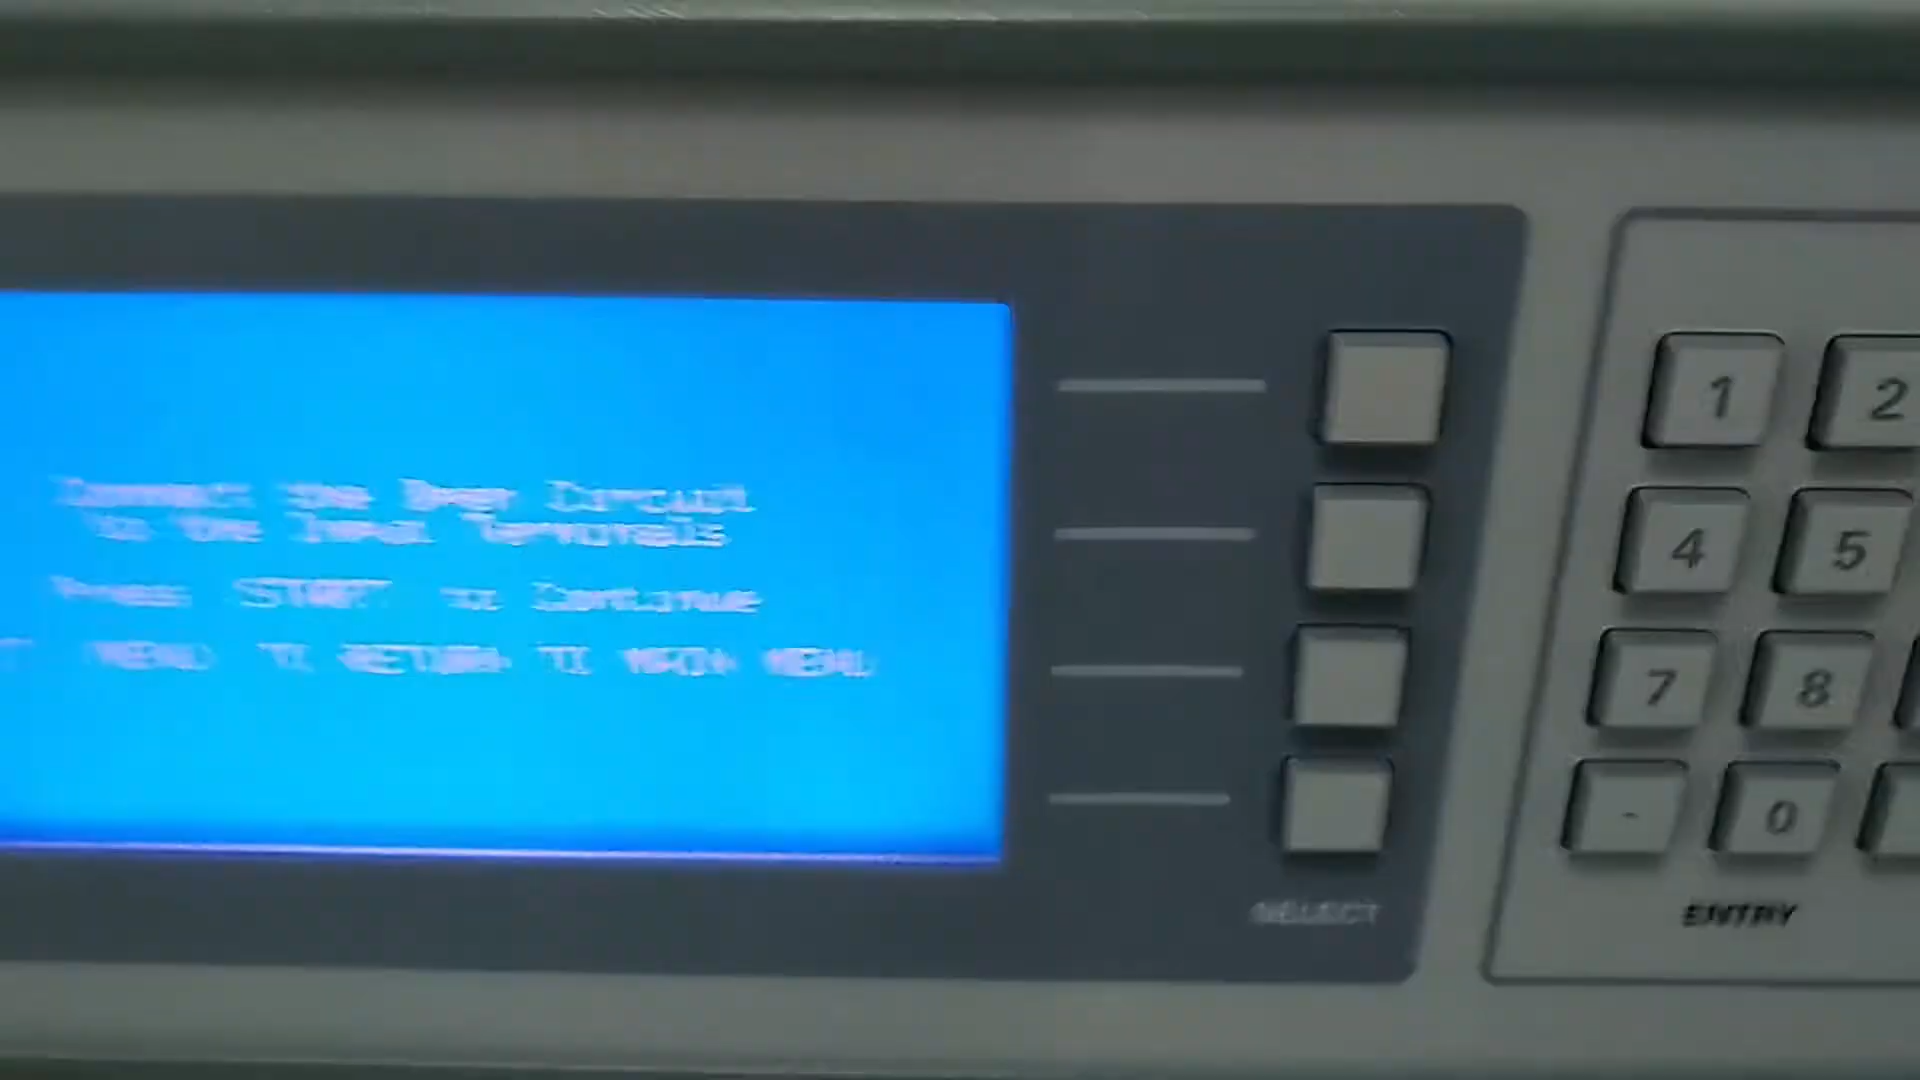 Connect the Open Circuit
to the Input Terminals
Press START to Continue
MENU TO RETURN TO MAIN MENU
1 2
4 5
7 8
- 0
SELECT
ENTRY